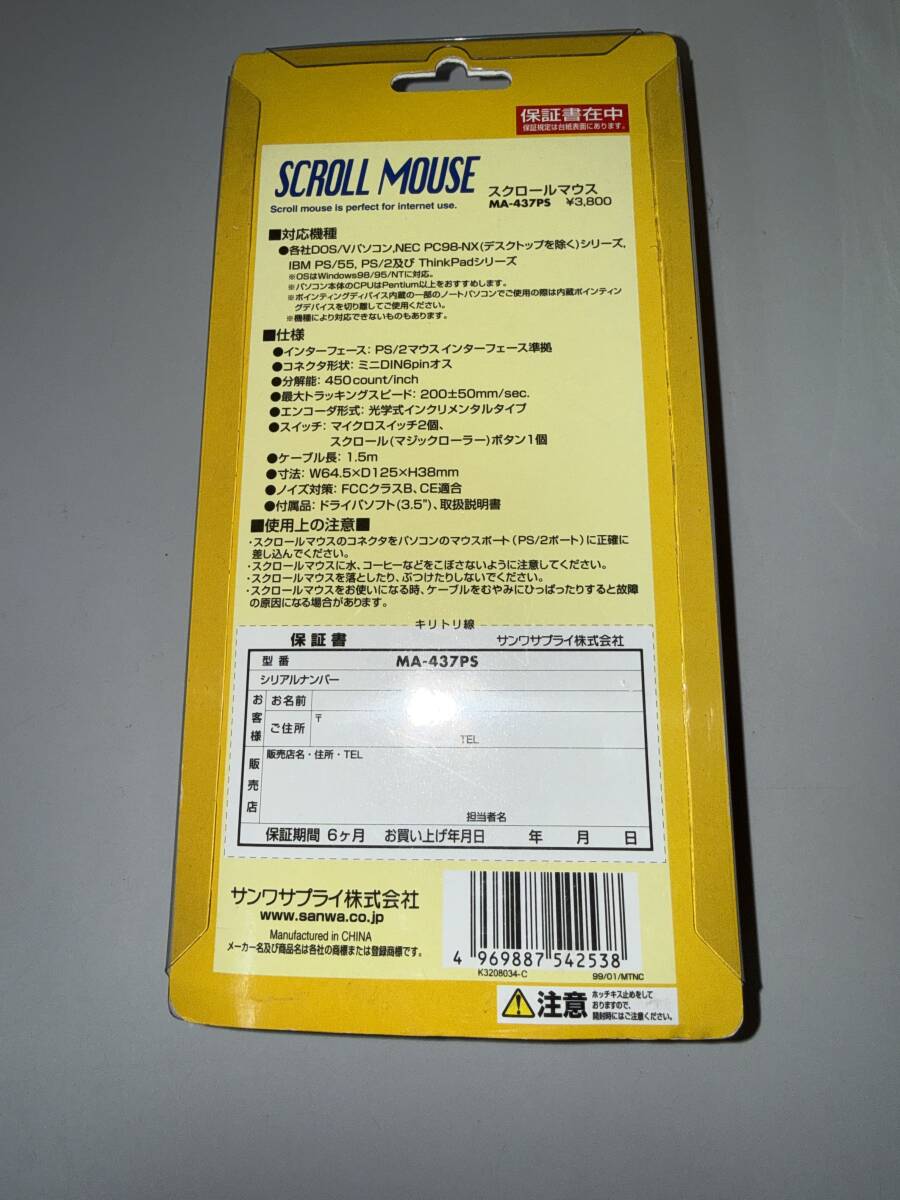 保証書在中
保証規定は台紙表面にあります。
SCROLL MOUSE
Scroll mouse is perfect for internet use.
スクロールマウス
MA-437PS ¥3,800
■対応機種
●各社DOS/Vパソコン,NEC PC98-NX(デスクトップを除く)シリーズ,
IBM PS/55, PS/2及び ThinkPadシリーズ
※OSはWindows98/95/NTに対応。
※パソコン本体のCPUはPentium以上をおすすめします。
※ポインティングディバイス内蔵の一部のノートパソコンでご使用の際は内蔵ポインティン
グデバイスを切り離してご使用ください。
※機種により対応できないものもあります。
■仕様
●インターフェース: PS/2マウスインターフェース準拠
●コネクタ形状: ミニDIN6pinオス
●分解能: 450count/inch
●最大トラッキングスピード: 200±50mm/sec.
●エンコーダ形式: 光学式インクリメンタルタイプ
●スイッチ: マイクロスイッチ2個、
スクロール(マジックローラー)ボタン1個
●ケーブル長: 1.5m
●寸法: W64.5×D125×H38mm
●ノイズ対策: FCCクラスB、CE適合
●付属品: ドライバソフト(3.5")、取扱説明書
■使用上の注意■
・スクロールマウスのコネクタをパソコンのマウスポート(PS/2ポート)に正確に
差し込んでください。
・スクロールマウスに水、コーヒーなどをこぼさないように注意してください。
・スクロールマウスを落としたり、ぶつけたりしないでください。
・スクロールマウスをお使いになる時、ケーブルをむやみにひっぱったりすると故障
の原因になる場合があります。
キリトリ線
保証書 サンワサプライ株式会社
型番 MA-437PS
シリアルナンバー
お客様
お名前
ご住所
〒
TEL
販売店
販売店名・住所・TEL
担当者名
保証期間 6ヶ月 お買い上げ年月日 年 月 日
サンワサプライ株式会社
www.sanwa.co.jp
Manufactured in CHINA
メーカー名及び商品名は各社の商標または登録商標です。
4 969887 542538
K3208034-C 99/01/MTNC
注意
ホッチキス止めをして
おりますので、
開封時にはご注意ください。